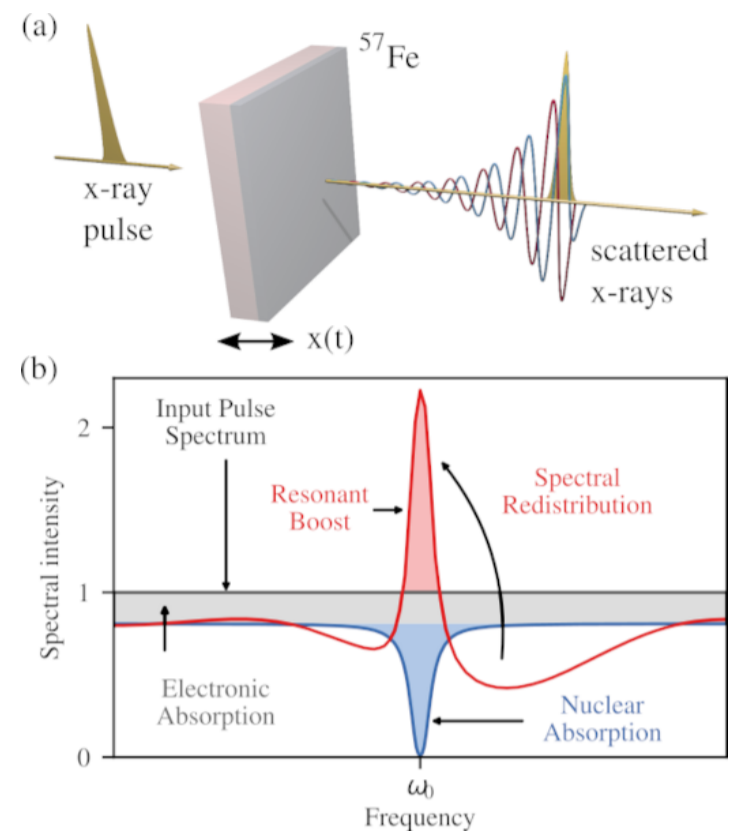 (a)
57Fe
x-ray
pulse
scattered
x-rays
x(t)
(b)
Input Pulse
Spectrum
Resonant
Boost
Spectral
Redistribution
Electronic
Absorption
Nuclear
Absorption
Spectral intensity
2
1
0
ω0
Frequency